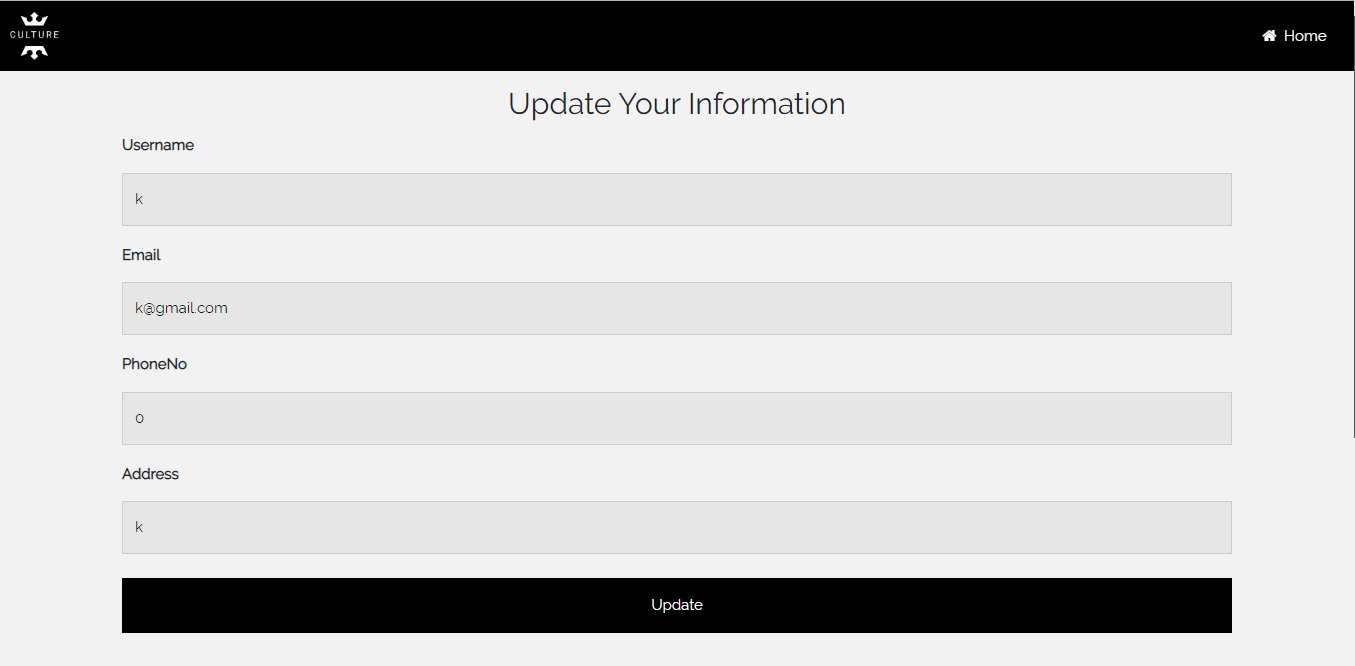 CULTURE
Home
Update Your Information
Username
k
Email
k@gmail.com
PhoneNo
0
Address
k
Update